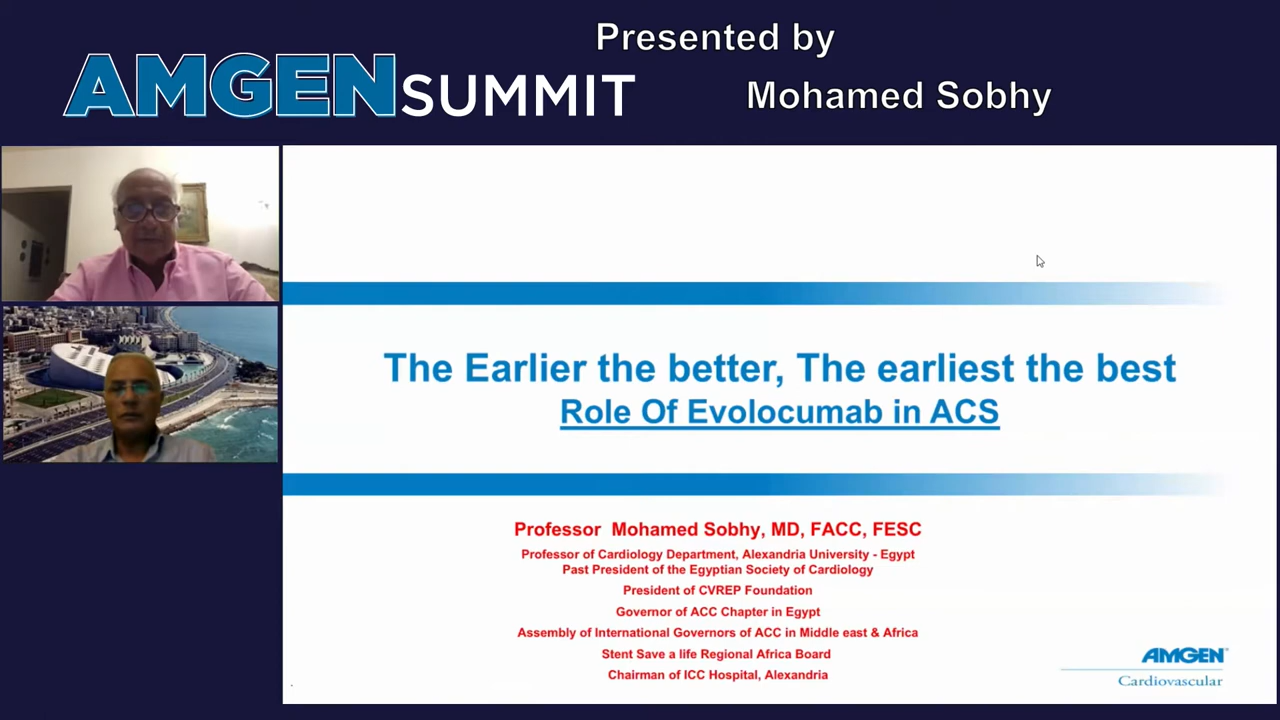 Presented by
AMGEN SUMMIT
Mohamed Sobhy
The Earlier the better, The earliest the best
Role Of Evolocumab in ACS
Professor Mohamed Sobhy, MD, FACC, FESC
Professor of Cardiology Department, Alexandria University - Egypt
Past President of the Egyptian Society of Cardiology
President of CVREP Foundation
Governor of ACC Chapter in Egypt
Assembly of International Governors of ACC in Middle east & Africa
Stent Save a life Regional Africa Board
Chairman of ICC Hospital, Alexandria
AMGEN
Cardiovascular